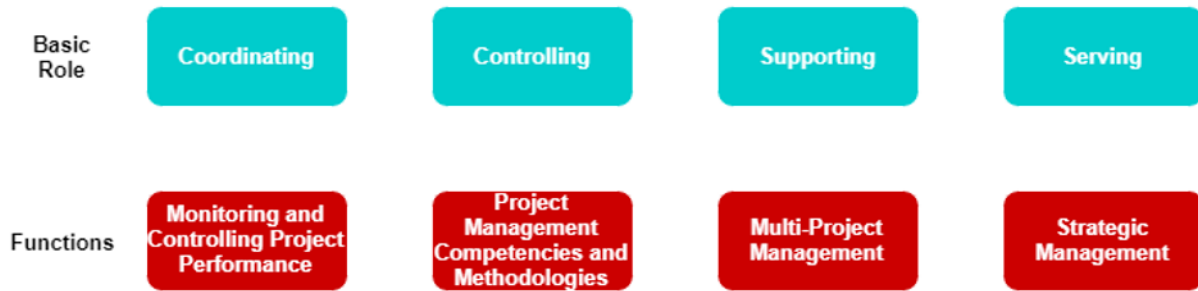 Basic
Role
Coordinating
Controlling
Supporting
Serving
Functions
Monitoring and
Controlling Project
Performance
Project
Management
Competencies and
Methodologies
Multi-Project
Management
Strategic
Management